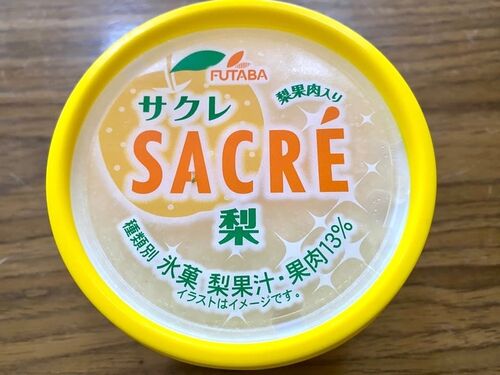 FUTABA
サクレ
梨果肉入り
SACRÉ
梨
種類別 氷菓 梨果汁・果肉13%
イラストはイメージです。